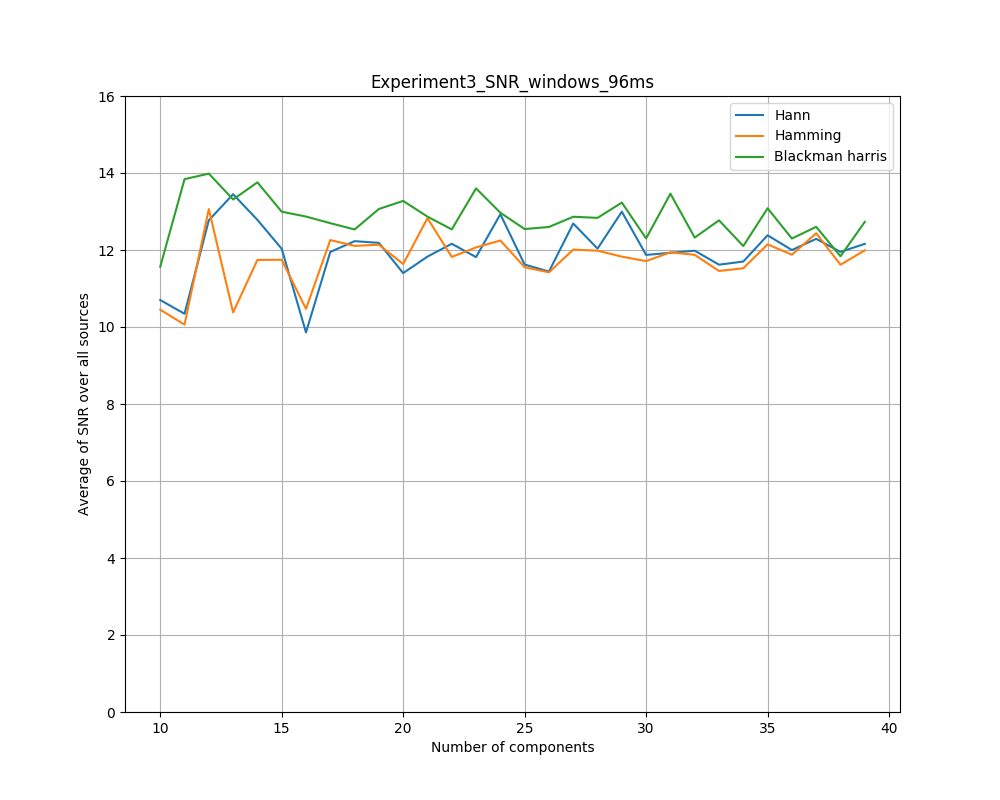 Experiment3_SNR_windows_96ms
Hann
Hamming
Blackman harris
Average of SNR over all sources
16
14
12
10
8
6
4
2
0
10 15 20 25 30 35 40
Number of components